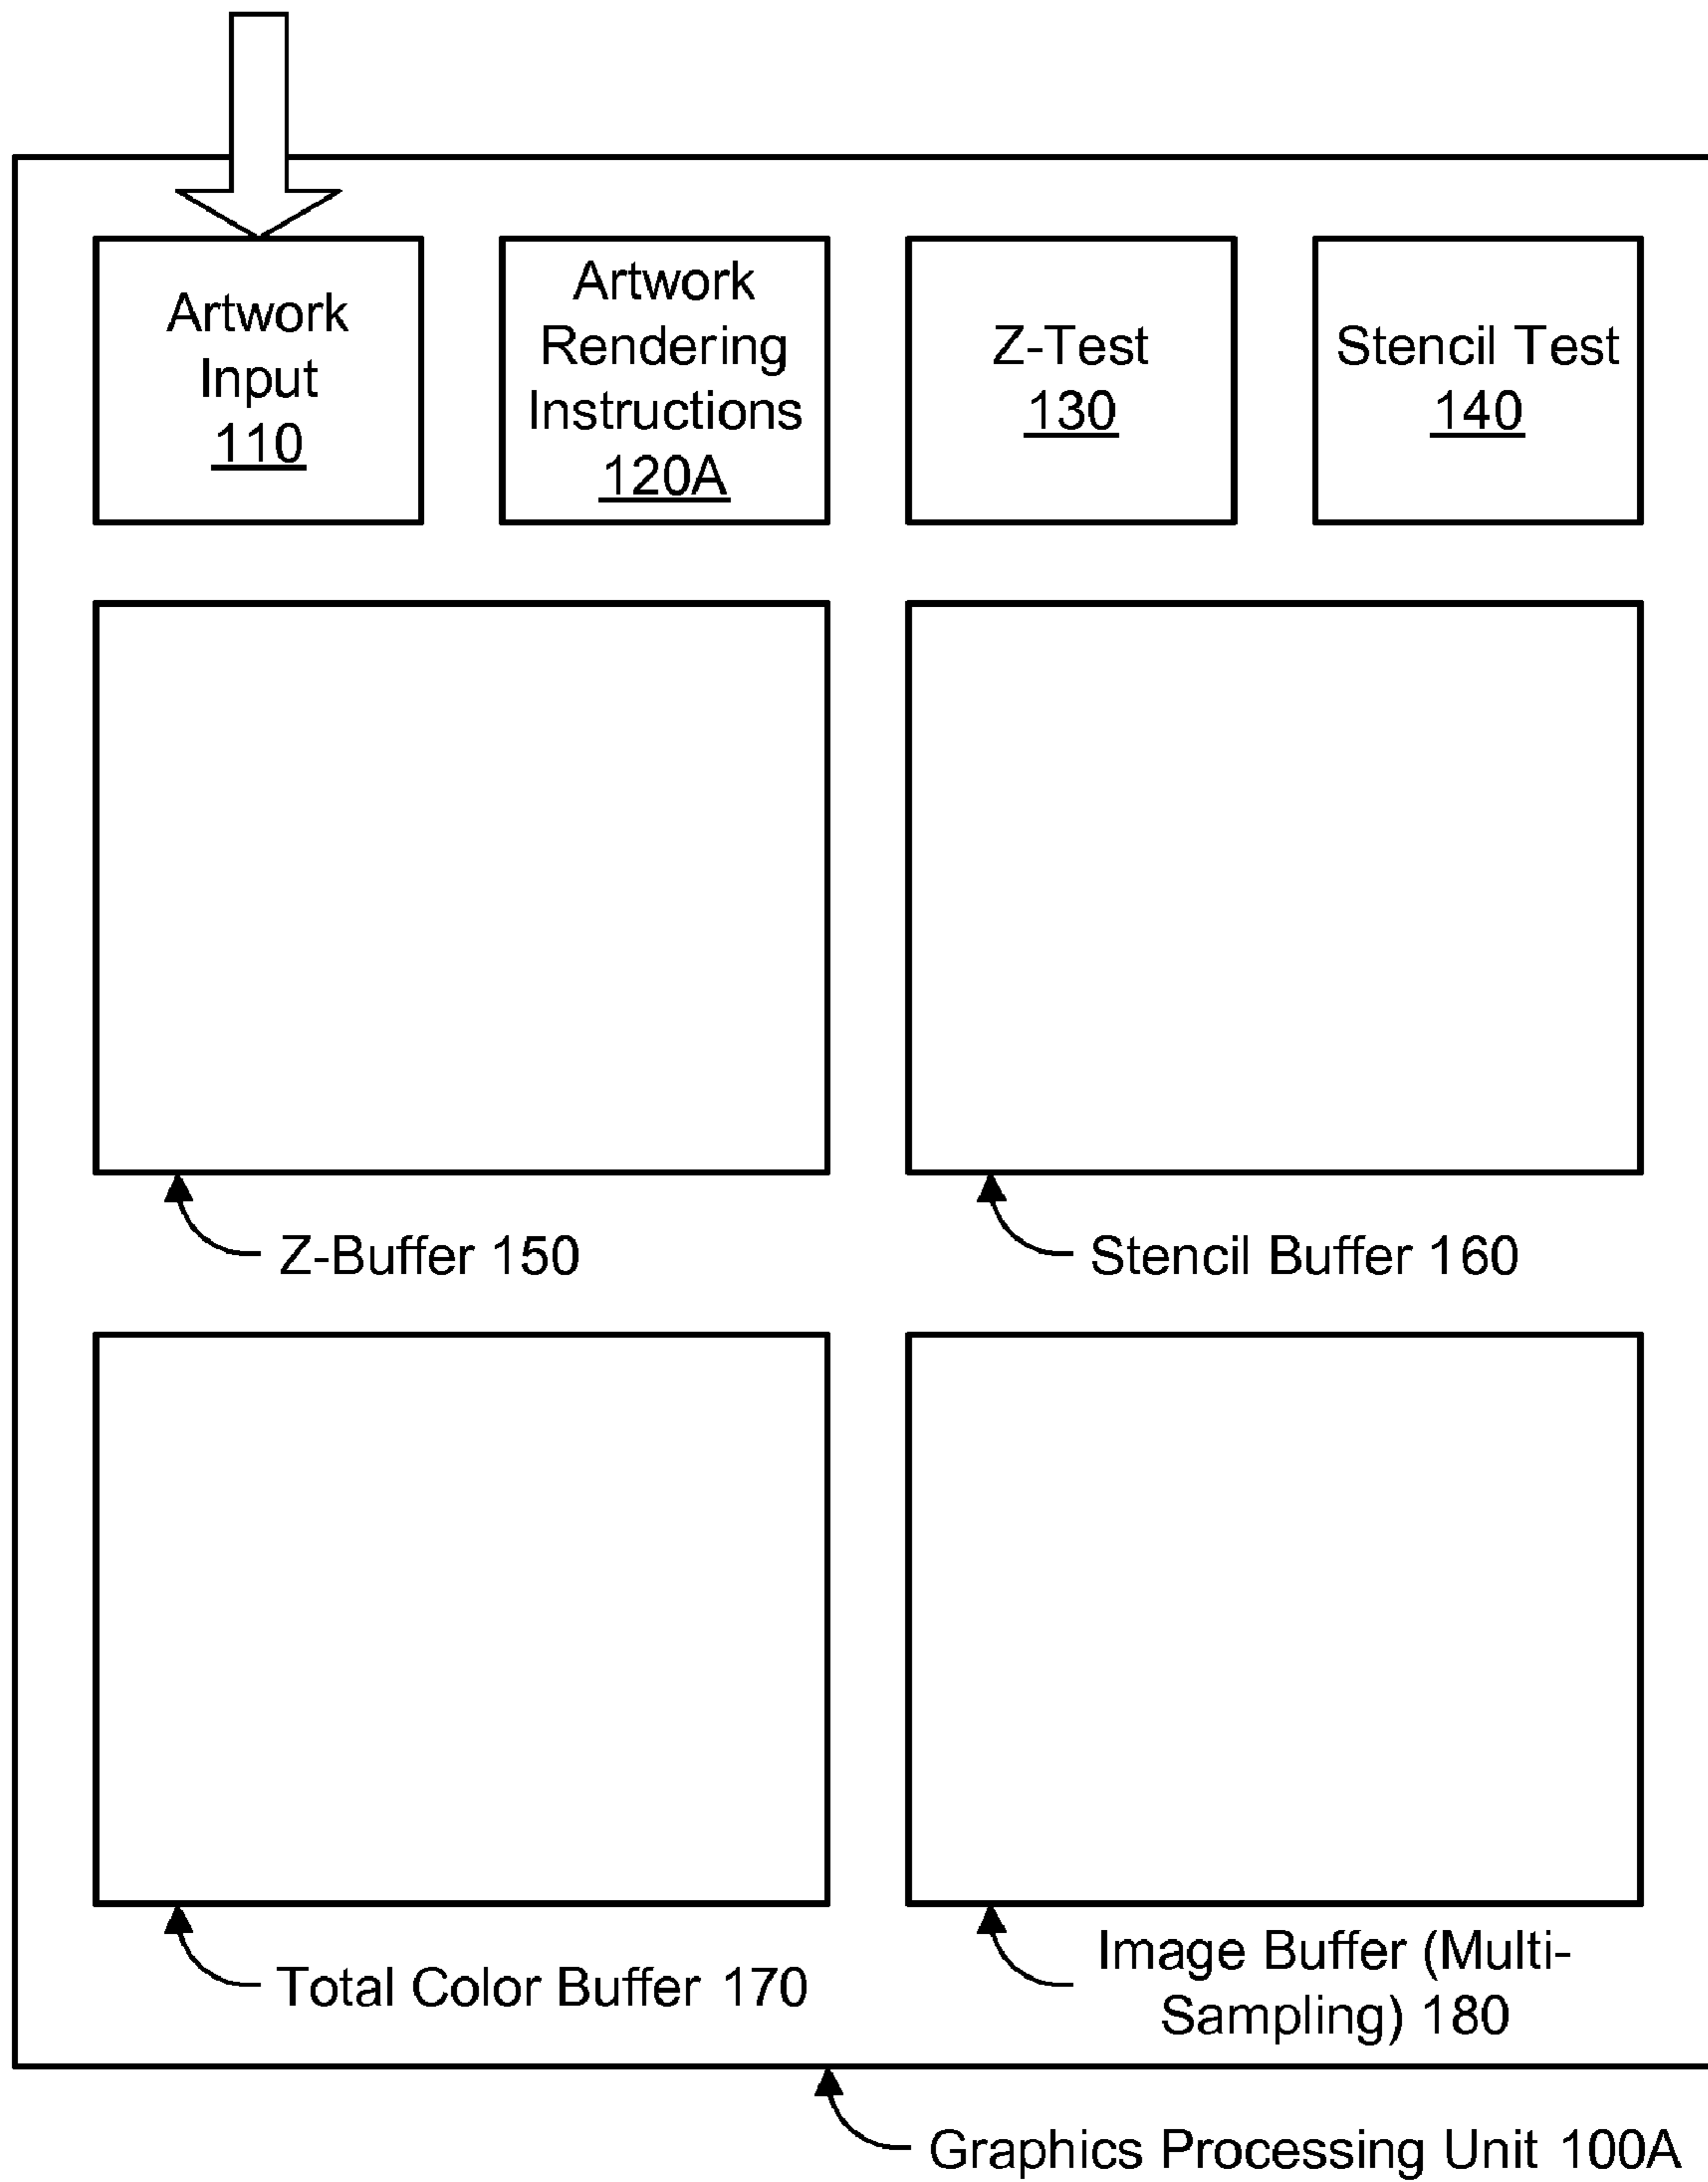 Artwork
Input
110
Artwork
Rendering
Instructions
120A
Z-Test
130
Stencil Test
140
Z-Buffer 150
Stencil Buffer 160
Total Color Buffer 170
Image Buffer (Multi-
Sampling) 180
Graphics Processing Unit 100A